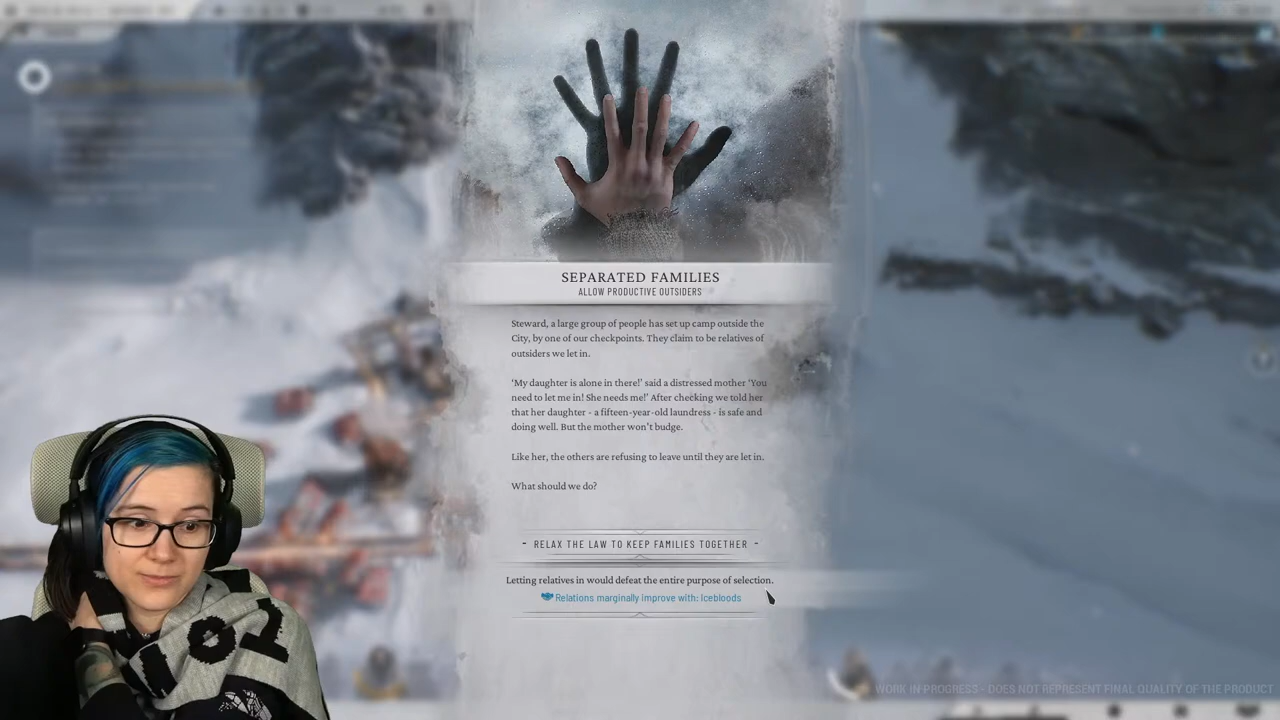 SEPARATED FAMILIES
ALLOW PRODUCTIVE OUTSIDERS
Steward, a large group of people has set up camp outside the
City, by one of our checkpoints. They claim to be relatives of
outsiders we let in.
‘My daughter is alone in there!’ said a distressed mother ‘You
need to let me in! She needs me!’ After checking we told her
that her daughter - a fifteen-year-old laundress - is safe and
doing well. But the mother won’t budge.
Like her, the others are refusing to leave until they are let in.
What should we do?
- RELAX THE LAW TO KEEP FAMILIES TOGETHER -
Letting relatives in would defeat the entire purpose of selection.
Relations marginally improve with: Icebloods
WORK IN PROGRESS - DOES NOT REPRESENT FINAL QUALITY OF THE PRODUCT